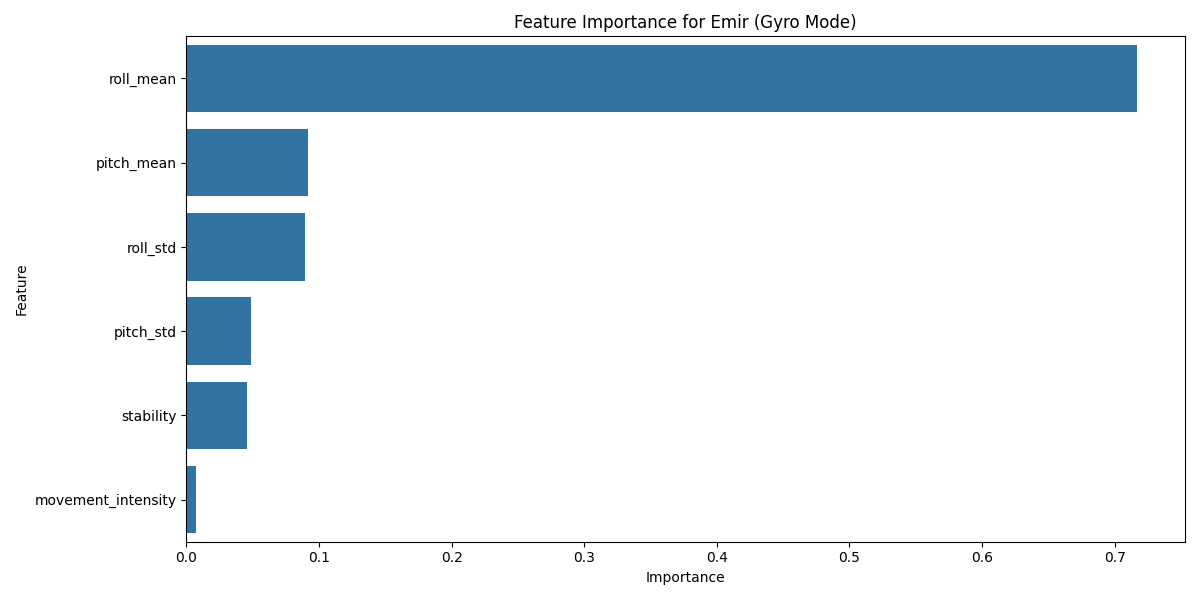 Feature Importance for Emir (Gyro Mode)
Feature
roll_mean
pitch_mean
roll_std
pitch_std
stability
movement_intensity
0.0 0.1 0.2 0.3 0.4 0.5 0.6 0.7
Importance